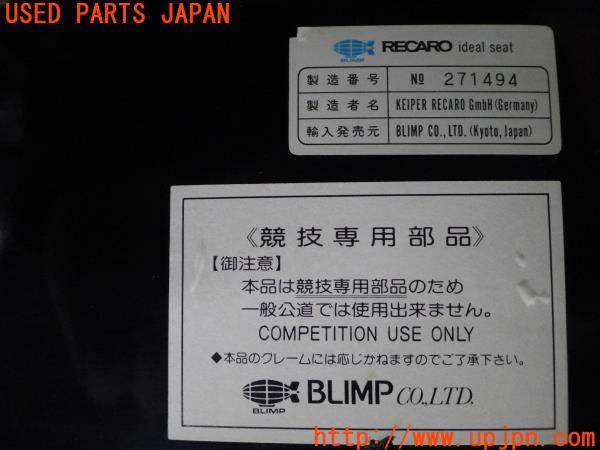 USED PARTS JAPAN
BLIMP RECARO ideal seat
製造番号 № 271494
製造者名 KEIPER RECARO GmbH(Germany)
輸入発売元 BLIMP CO.,LTD.(Kyoto,Japan)
《競技専用部品》
【御注意】
本品は競技専用部品のため
一般公道では使用出来ません。
COMPETITION USE ONLY
◆本品のクレームには応じかねますのでご了承下さい。
BLIMP BLIMP CO.,LTD.
https://www.upjpn.com